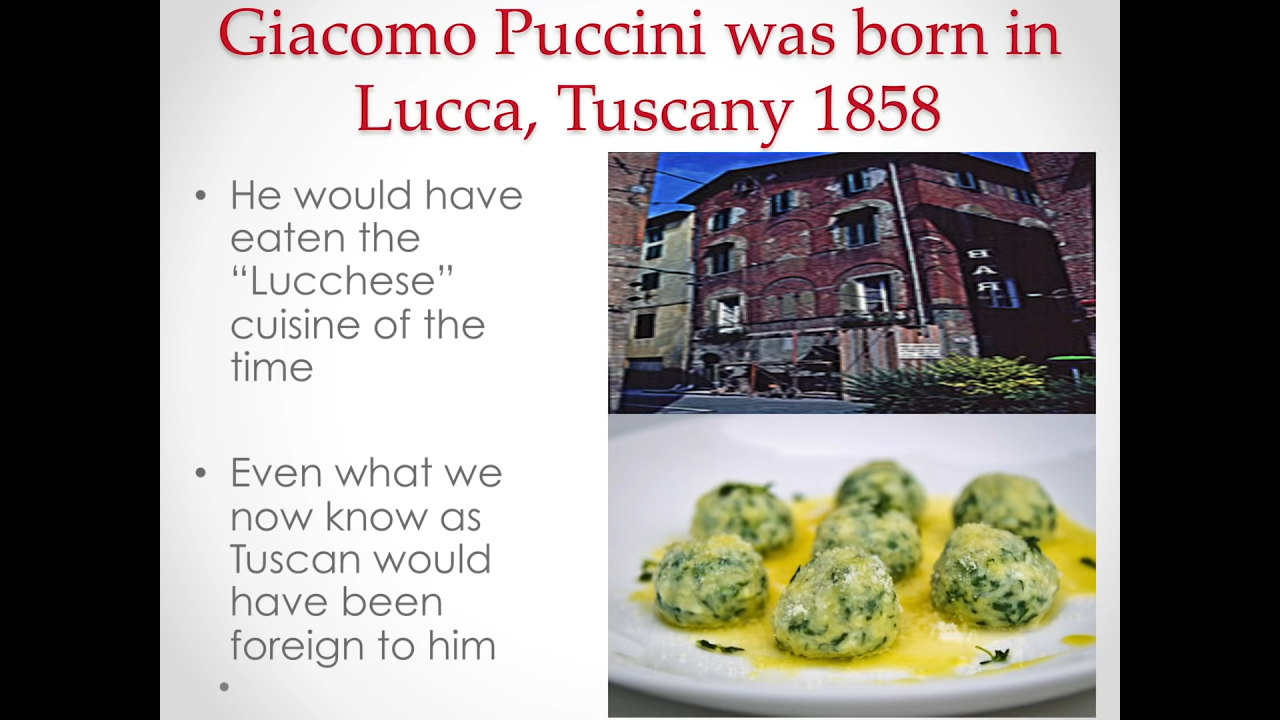 Giacomo Puccini was born in
Lucca, Tuscany 1858
• He would have
eaten the
“Lucchese”
cuisine of the
time
• Even what we
now know as
Tuscan would
have been
foreign to him
•
BAR